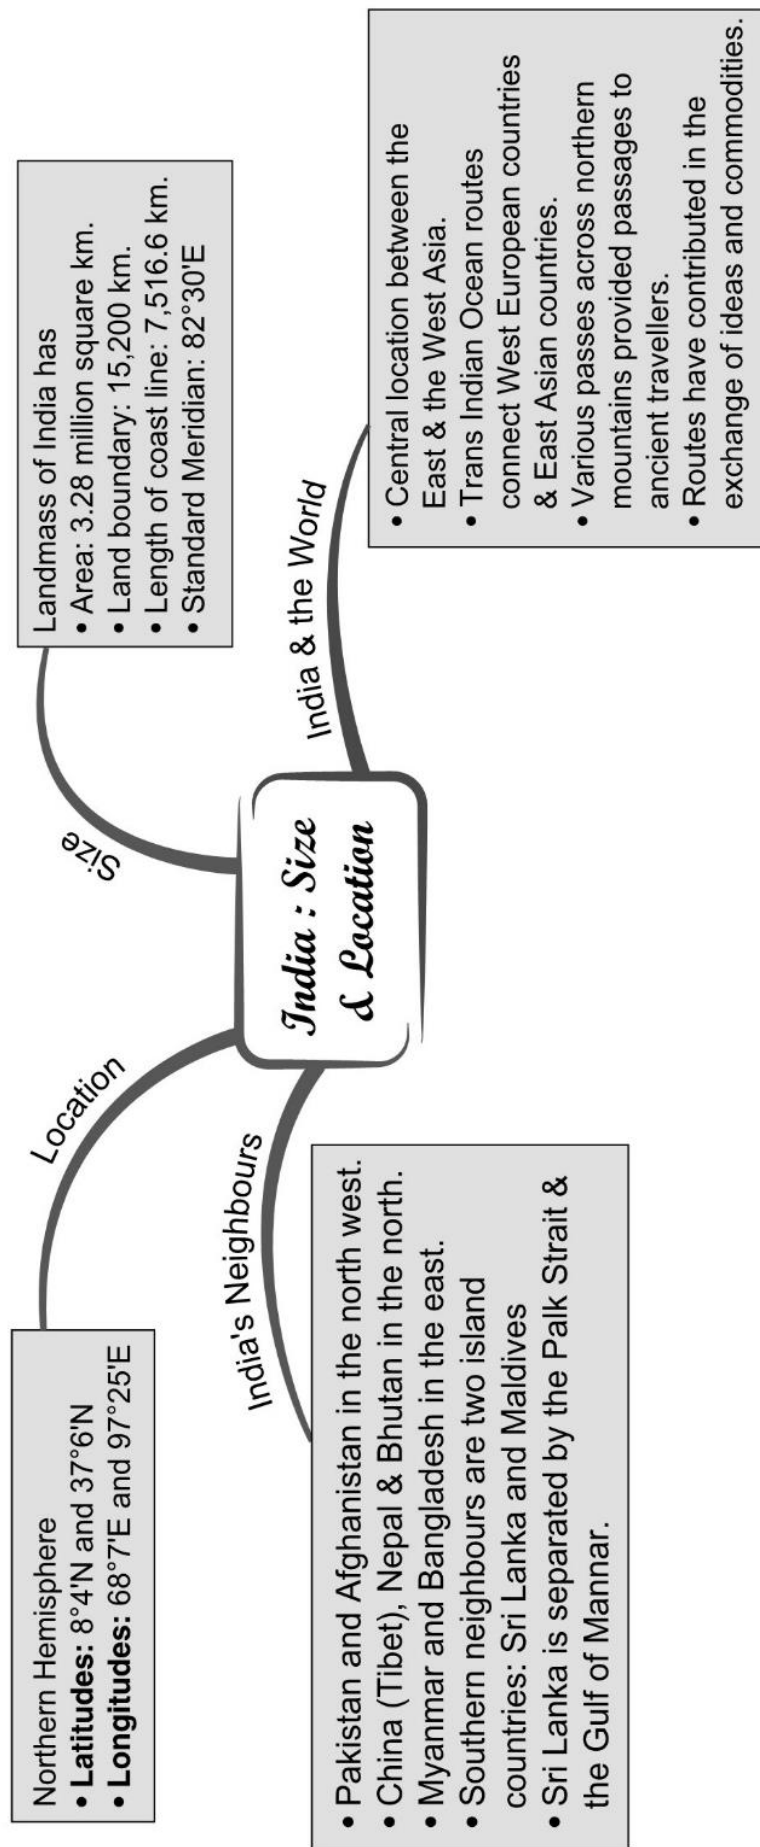 India : Size
& Location
Location
Northern Hemisphere
• Latitudes: 8°4'N and 37°6'N
• Longitudes: 68°7'E and 97°25'E
Size
Landmass of India has
• Area: 3.28 million square km.
• Land boundary: 15,200 km.
• Length of coast line: 7,516.6 km.
• Standard Meridian: 82°30'E
India's Neighbours
• Pakistan and Afghanistan in the north west.
• China (Tibet), Nepal & Bhutan in the north.
• Myanmar and Bangladesh in the east.
• Southern neighbours are two island
countries: Sri Lanka and Maldives
• Sri Lanka is separated by the Palk Strait &
the Gulf of Mannar.
India & the World
• Central location between the
East & the West Asia.
• Trans Indian Ocean routes
connect West European countries
& East Asian countries.
• Various passes across northern
mountains provided passages to
ancient travellers.
• Routes have contributed in the
exchange of ideas and commodities.